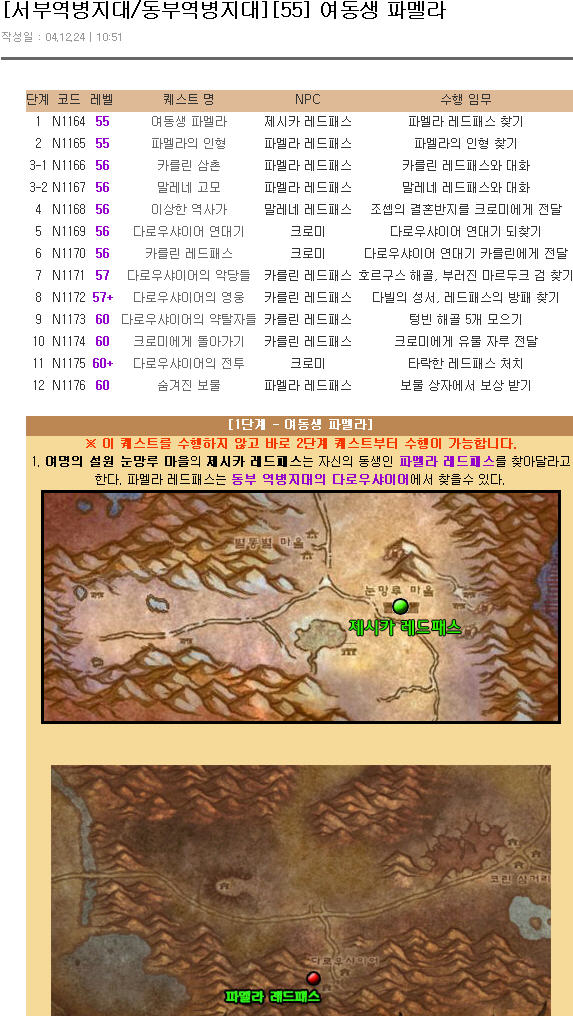 [서부역병지대/동부역병지대][55] 여동생 파멜라
작성일 : 04.12.24 | 10:51
단계 코드 레벨 퀘스트 명 NPC 수행 임무
1 N1164 55 여동생 파멜라 제시카 레드패스 파멜라 레드패스 찾기
2 N1165 55 파멜라의 인형 파멜라 레드패스 파멜라의 인형 찾기
3-1 N1166 56 카를린 삼촌 파멜라 레드패스 카를린 레드패스와 대화
3-2 N1167 56 말레네 고모 파멜라 레드패스 말레네 레드패스와 대화
4 N1168 56 이상한 역사가 말레네 레드패스 조셉의 결혼반지를 크로미에게 전달
5 N1169 56 다로우샤이어 연대기 크로미 다로우샤이어 연대기 되찾기
6 N1170 56 카를린 레드패스 크로미 다로우샤이어 연대기 카를린에게 전달
7 N1171 57 다로우샤이어의 악당들 카를린 레드패스 호르구스 해골, 부러진 마르두크 검 찾기
8 N1172 57+ 다로우샤이어의 영웅 카를린 레드패스 다빌의 성서, 레드패스의 방패 찾기
9 N1173 60 다로우샤이어의 약탈자들 카를린 레드패스 텅빈 해골 5개 모으기
10 N1174 60 크로미에게 돌아가기 카를린 레드패스 크로미에게 유물 자루 전달
11 N1175 60+ 다로우샤이어의 전투 크로미 타락한 레드패스 처치
12 N1176 60 숨겨진 보물 파멜라 레드패스 보물 상자에서 보상 받기
[1단계 - 여동생 파멜라]
※ 이 퀘스트를 수행하지 않고 바로 2단계 퀘스트부터 수행이 가능합니다.
1. 여명의 설원 눈망루 마을의 제시카 레드패스는 자신의 동생인 파멜라 레드패스를 찾아달라고
한다. 파멜라 레드패스는 동부 역병지대의 다로우샤이어에서 찾을수 있다.
별똥별 마을
눈망루 마을
제시카 레드패스
코린 삼거리
다로우샤이어
파멜라 레드패스